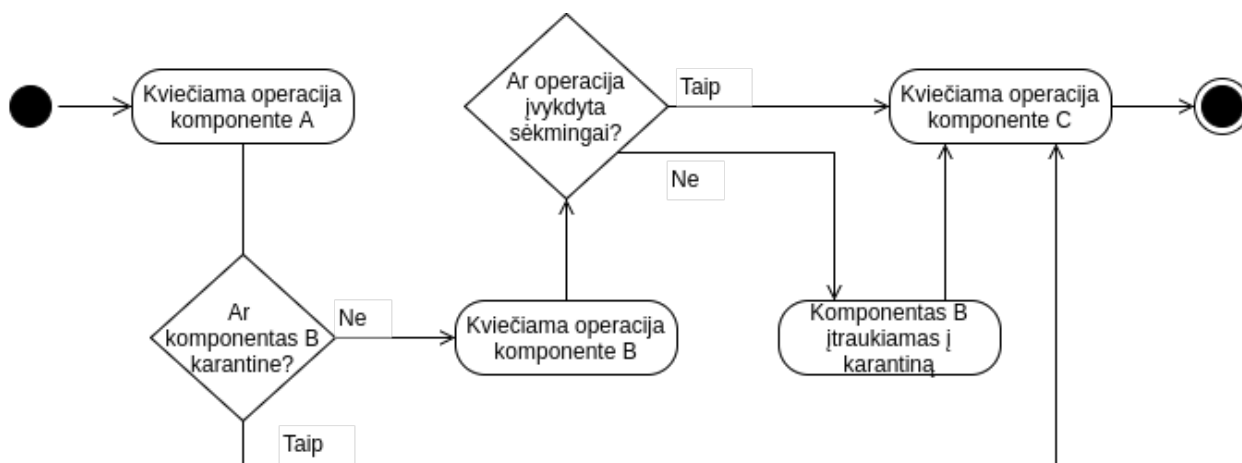 Kviečiama operacija
komponente A
Ar
komponentas B
karantine?
Ne
Taip
Kviečiama operacija
komponente B
Ar operacija
įvykdyta
sėkmingai?
Taip
Ne
Komponentas B
įtraukiamas į
karantiną
Kviečiama operacija
komponente C